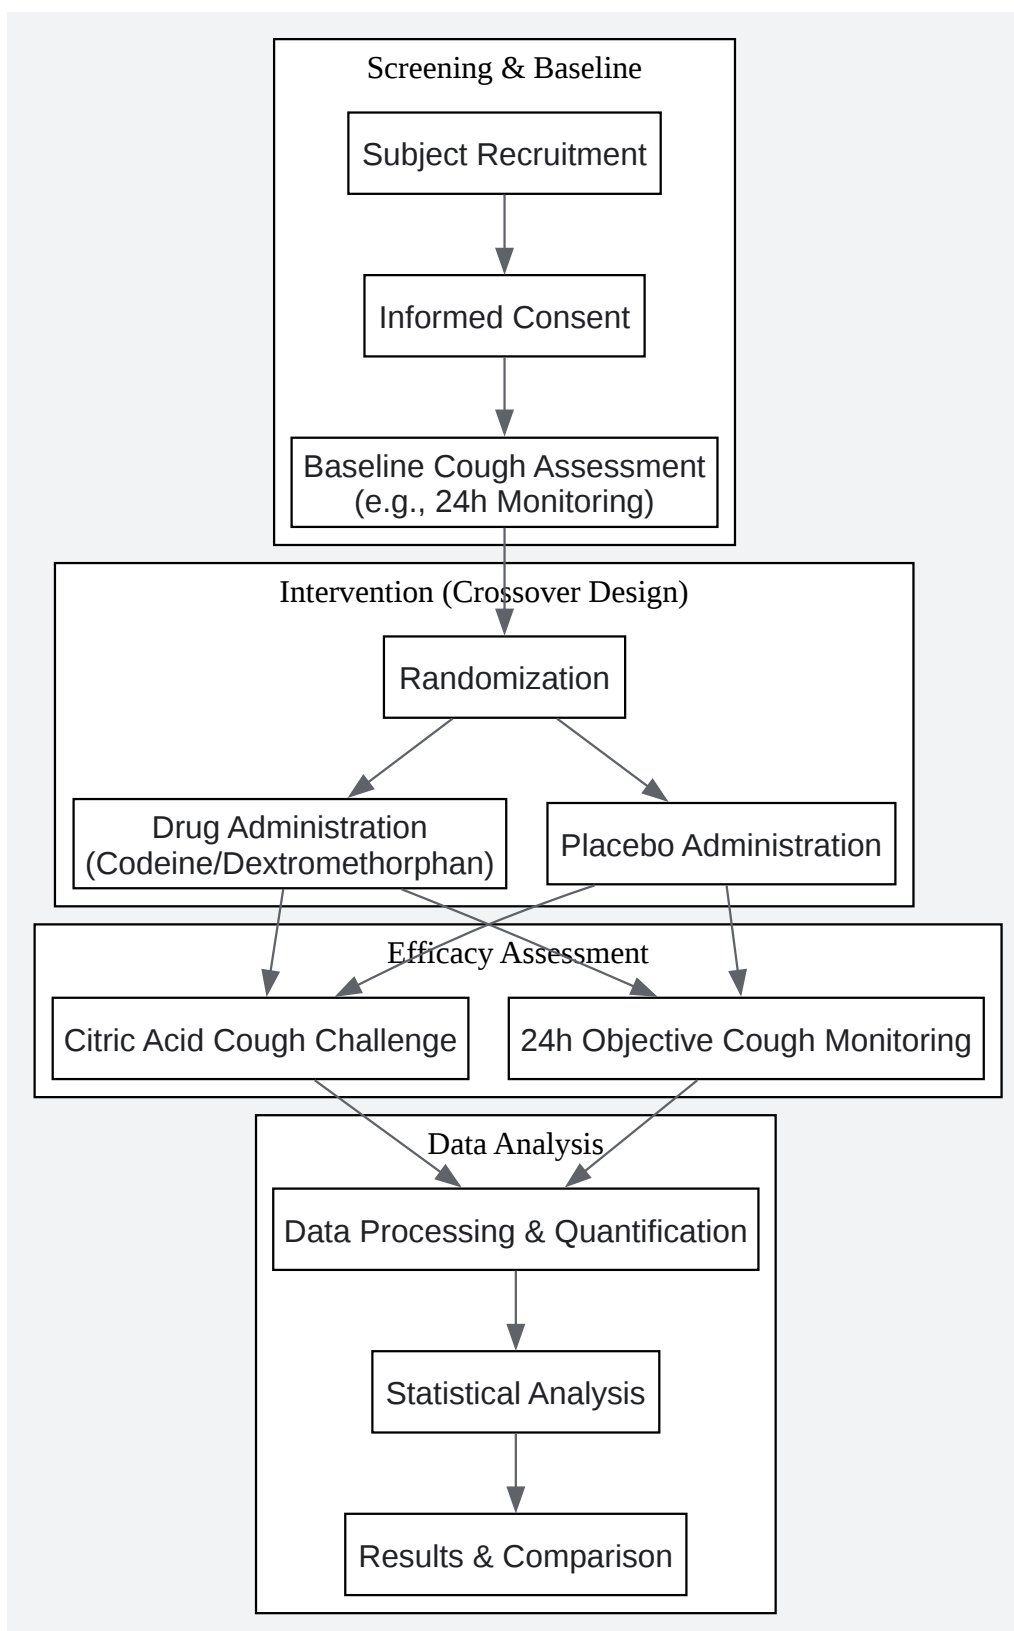 Screening & Baseline
Subject Recruitment
Informed Consent
Baseline Cough Assessment
(e.g., 24h Monitoring)
Intervention (Crossover Design)
Randomization
Drug Administration
(Codeine/Dextromethorphan)
Placebo Administration
Efficacy Assessment
Citric Acid Cough Challenge
24h Objective Cough Monitoring
Data Analysis
Data Processing & Quantification
Statistical Analysis
Results & Comparison